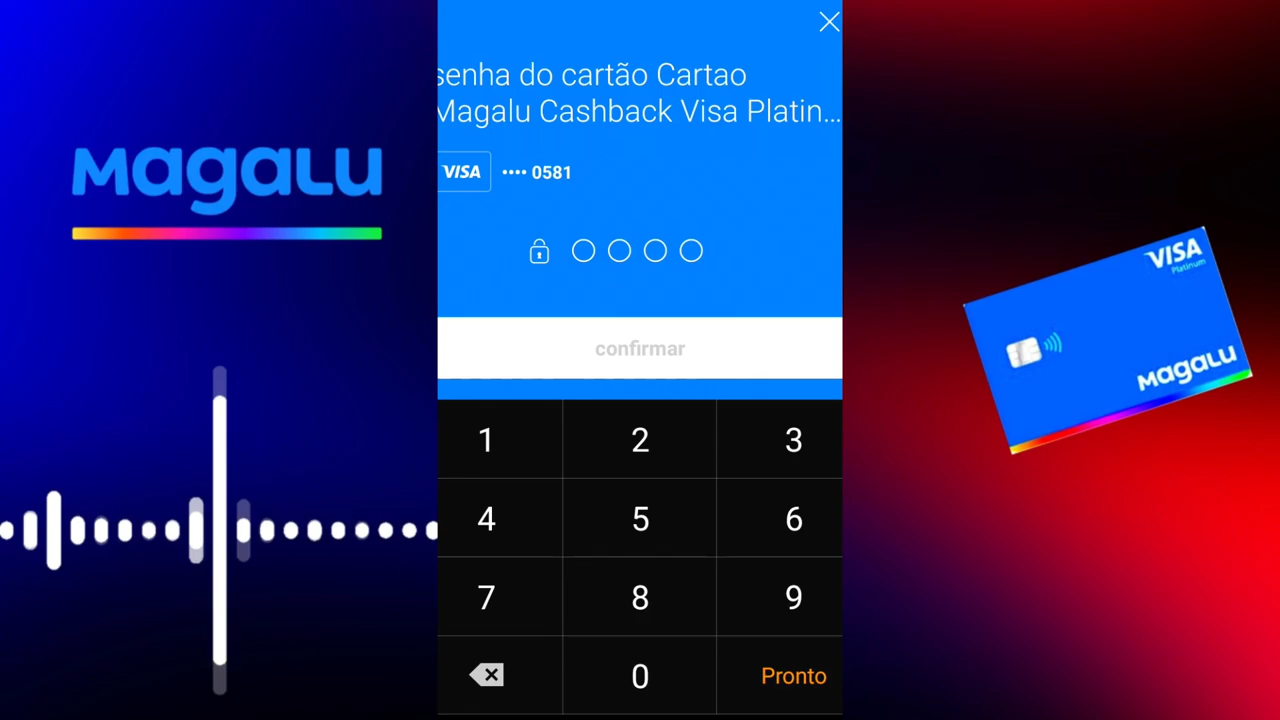 magalu
senha do cartão Cartao
Magalu Cashback Visa Platin...
VISA •••• 0581
confirmar
1 2 3
4 5 6
7 8 9
0 Pronto
VISA
Platinum
magalu